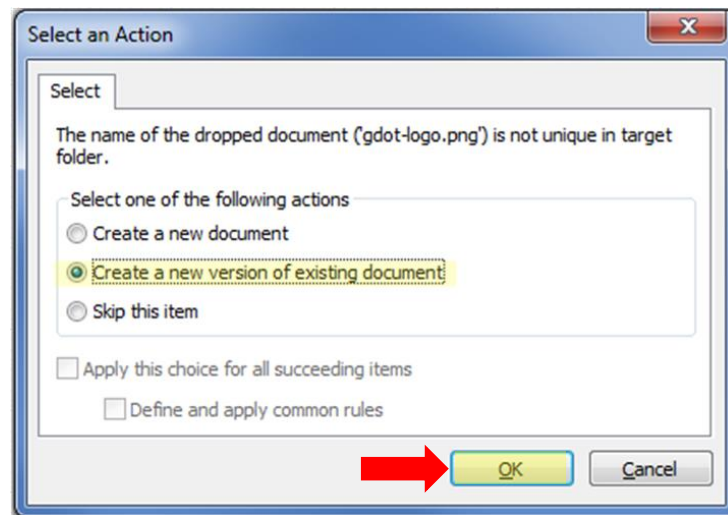 Select an Action
Select
The name of the dropped document ('gdot-logo.png') is not unique in target
folder.
Select one of the following actions
Create a new document
Create a new version of existing document
Skip this item
Apply this choice for all succeeding items
Define and apply common rules
OK
Cancel